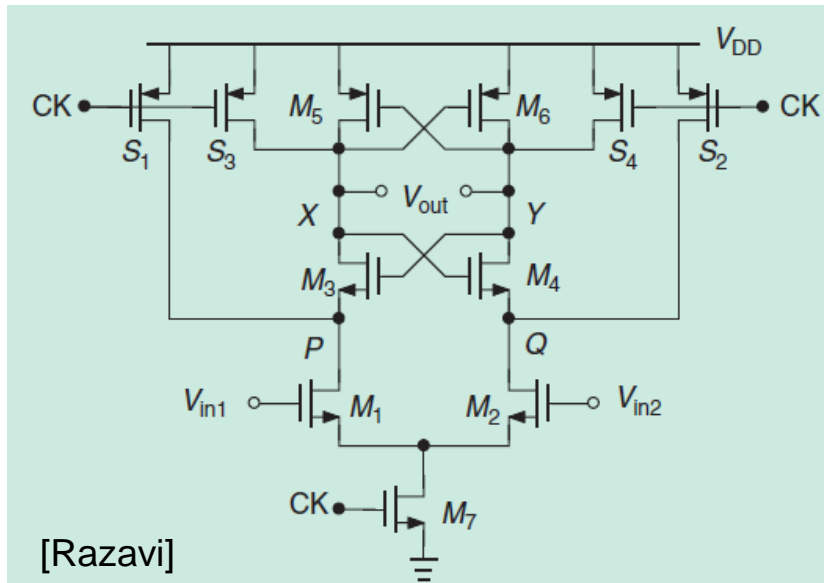 V_DD
CK M_5 M_6 CK
S_1 S_3 S_4 S_2
X V_out Y
M_3 M_4
P Q
V_in1 M_1 M_2 V_in2
CK M_7
[Razavi]